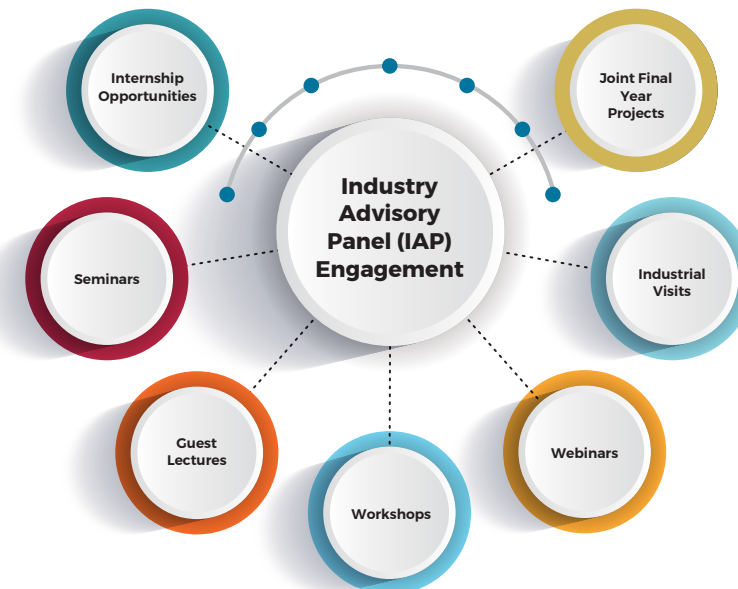 Internship
Opportunities
Joint Final
Year
Projects
Industry
Advisory
Panel (IAP)
Engagement
Seminars
Industrial
Visits
Guest
Lectures
Webinars
Workshops